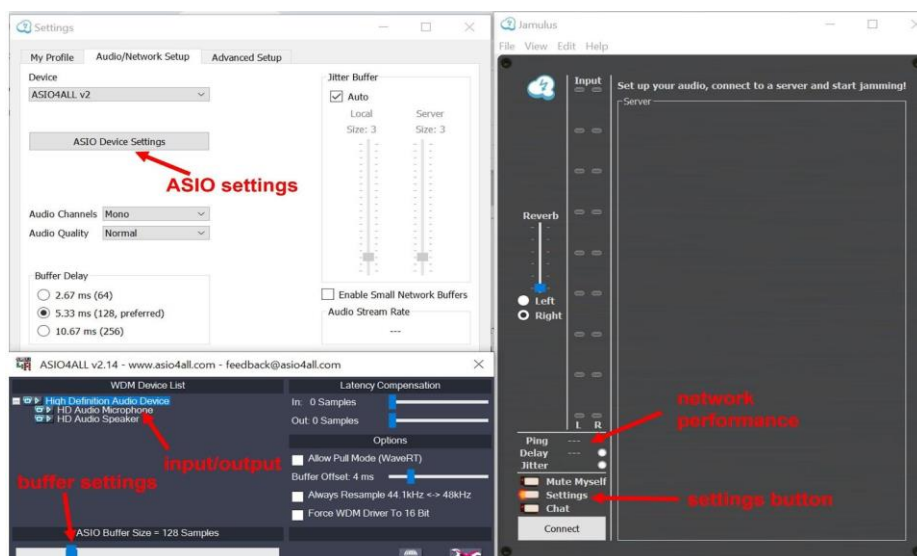 Settings
My Profile Audio/Network Setup Advanced Setup
Device
ASIO4ALL v2
ASIO Device Settings
ASIO settings
Audio Channels Mono
Audio Quality Normal
Buffer Delay
2.67 ms (64)
5.33 ms (128, preferred)
10.67 ms (256)
Jitter Buffer
Auto
Local Server
Size: 3 Size: 3
Enable Small Network Buffers
Audio Stream Rate
---
ASIO4ALL v2.14 - www.asio4all.com - feedback@asio4all.com
WDM Device List
High Definition Audio Device
HD Audio Microphone
HD Audio Speaker
input/output
buffer settings
ASIO Buffer Size = 128 Samples
Latency Compensation
In: 0 Samples
Out: 0 Samples
Options
Allow Pull Mode (WaveRT)
Buffer Offset: 4 ms
Always Resample 44.1kHz <-> 48kHz
Force WDM Driver To 16 Bit
Jamulus
File View Edit Help
Input
Set up your audio, connect to a server and start jamming!
Server
Reverb
Left
Right
L R
network
performance
Ping ---
Delay ---
Jitter
Mute Myself
Settings
settings button
Chat
Connect